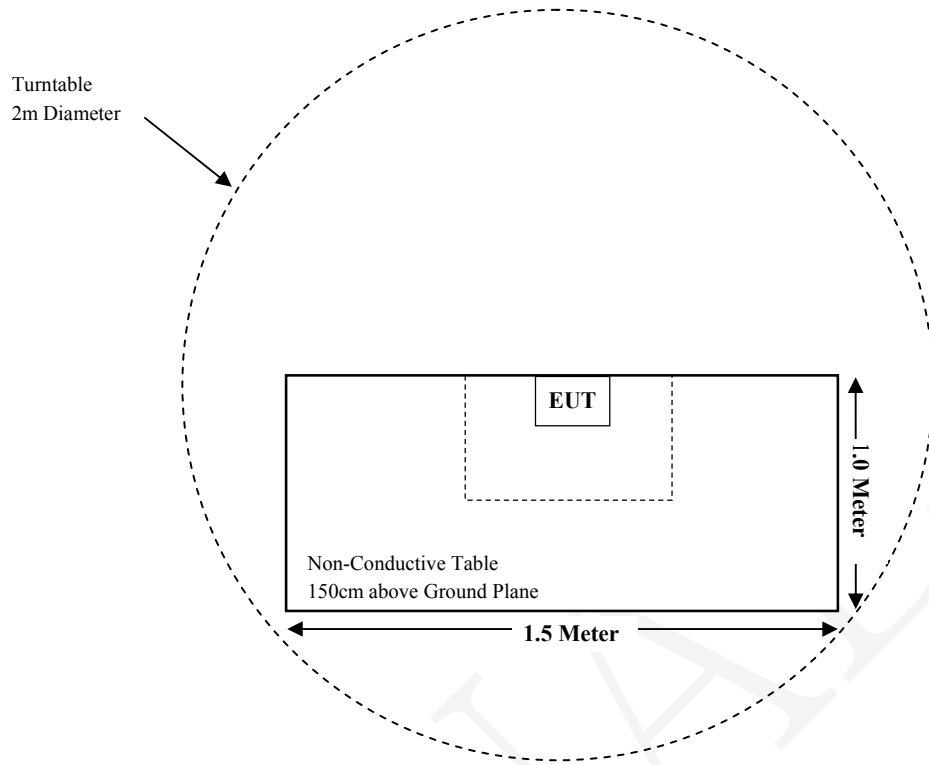 Turntable
2m Diameter
EUT
1.0 Meter
Non-Conductive Table
150cm above Ground Plane
1.5 Meter